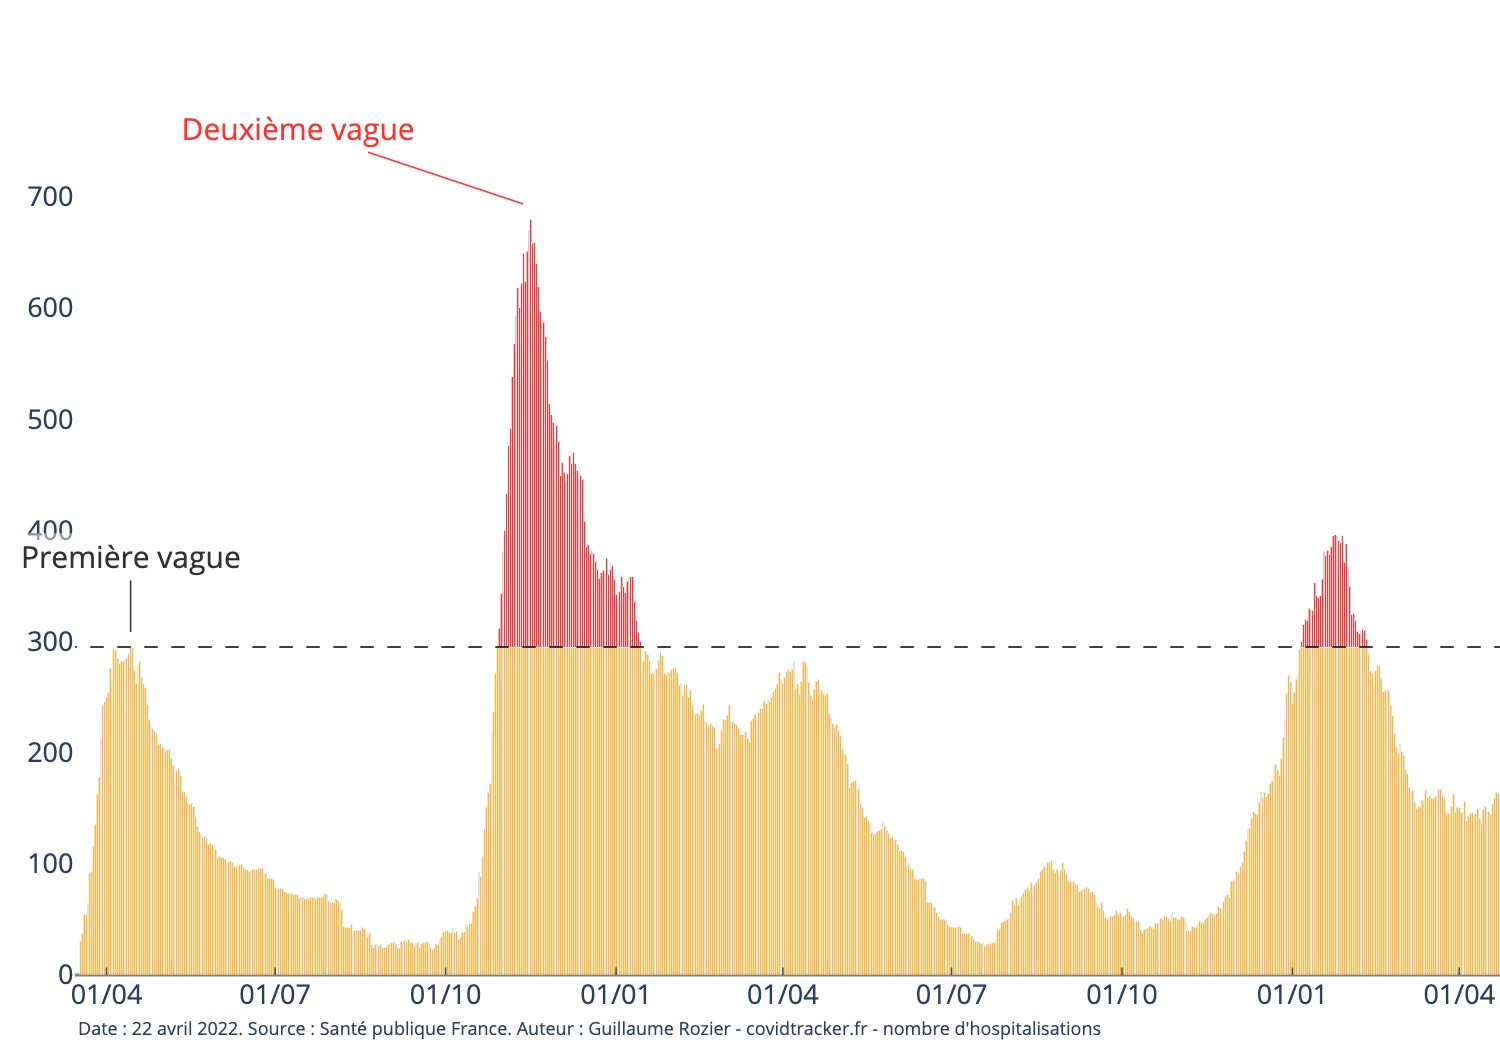 Deuxième vague
700
600
500
400
Première vague
300
200
100
0
01/04 01/07 01/10 01/01 01/04 01/07 01/10 01/01 01/04
Date : 22 avril 2022. Source : Santé publique France. Auteur : Guillaume Rozier - covidtracker.fr - nombre d'hospitalisations